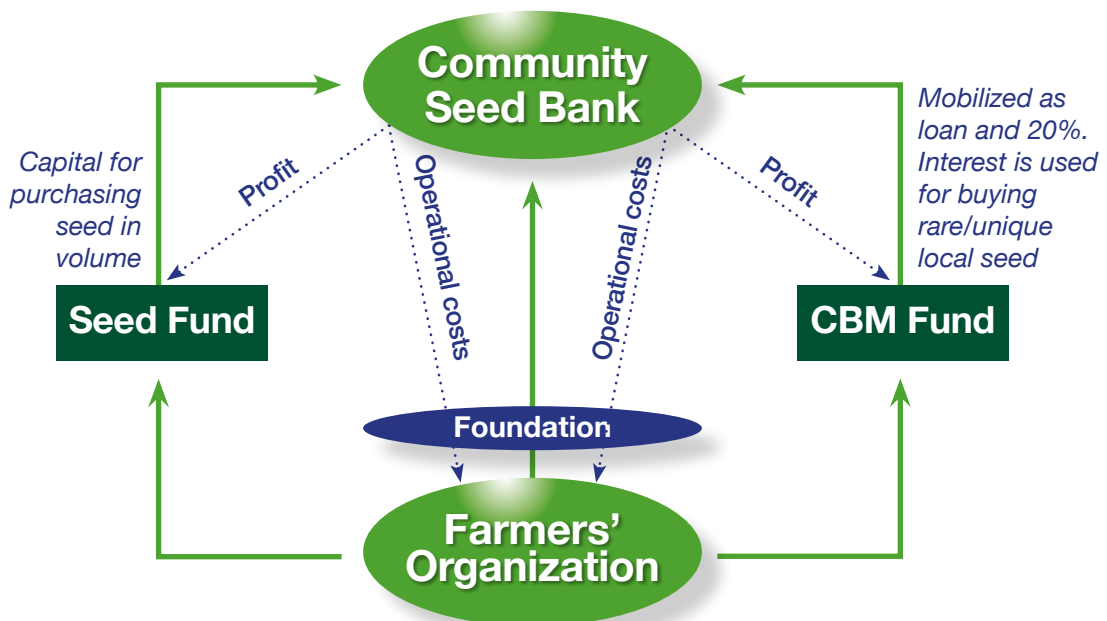 Community
Seed Bank
Capital for
purchasing
seed in
volume
Profit
Operational costs
Operational costs
Profit
Mobilized as
loan and 20%.
Interest is used
for buying
rare/unique
local seed
Seed Fund
CBM Fund
Foundation
Farmers’
Organization